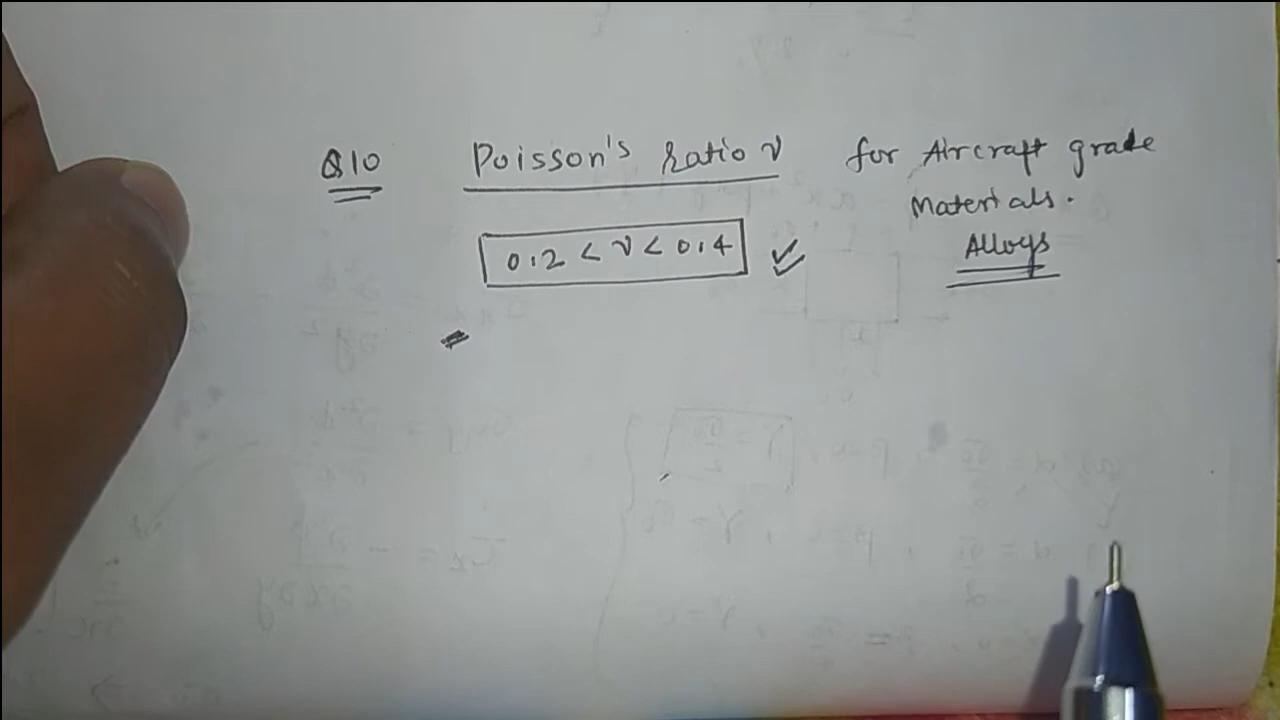 Q10 Poisson's ratio ν for Aircraft grade
Materials.
0.2 < ν < 0.4 Alloys